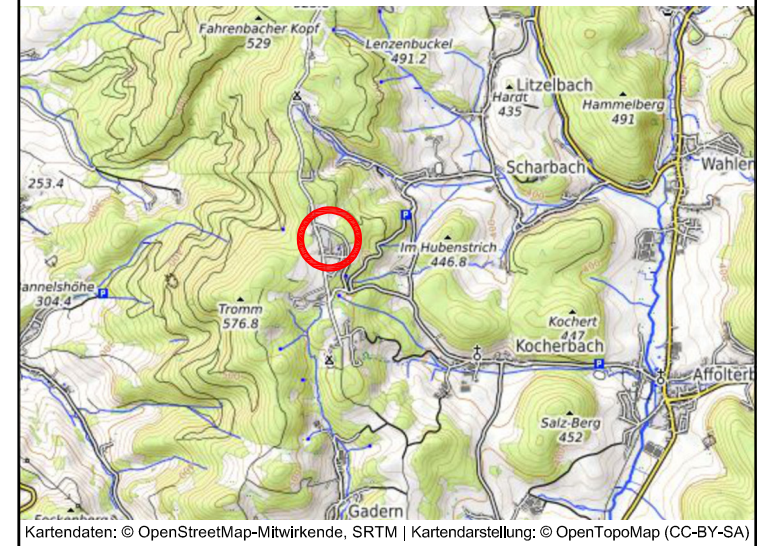 Fahrenbacher Kopf
529
Lenzenbuckel
491.2
Litzelbach
Hardt
435
Hammelberg
491
Scharbach
Wahlen
253.4
P
Im Hubenstrich
446.8
annelshöhe
304.4
P
Tromm
576.8
Kochert
447
Kocherbach
P
Affolterb
Salz-Berg
452
Gadern
Kartendaten: © OpenStreetMap-Mitwirkende, SRTM | Kartendarstellung: © OpenTopoMap (CC-BY-SA)